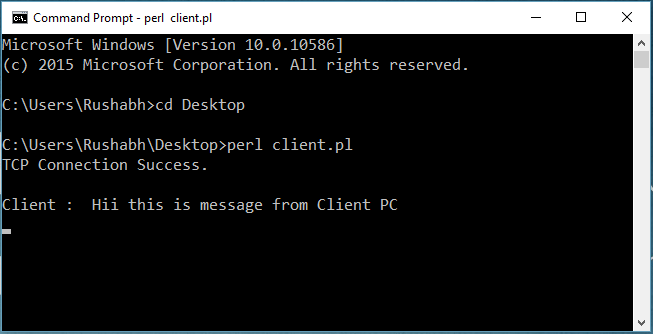 Command Prompt - perl  client.pl
Microsoft Windows [Version 10.0.10586]
(c) 2015 Microsoft Corporation. All rights reserved.
C:\Users\Rushabh>cd Desktop
C:\Users\Rushabh\Desktop>perl client.pl
TCP Connection Success.
Client :  Hii this is message from Client PC